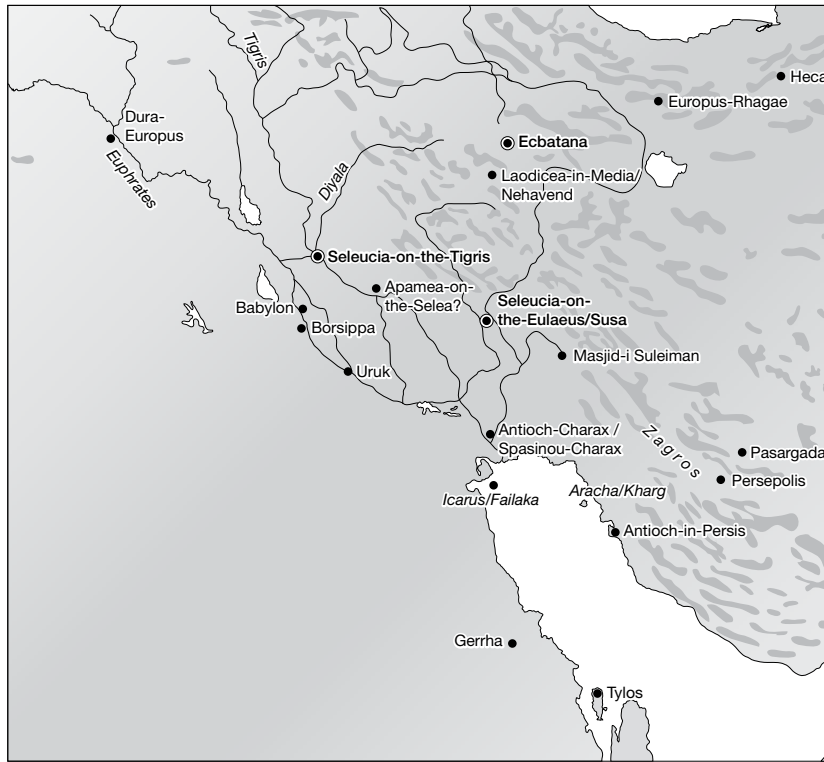 Tigris
Heca
Europus-Rhagae
Dura-
Europus
Ecbatana
Euphrates
Diyala
Laodicea-in-Media/
Nehavend
Seleucia-on-the-Tigris
Apamea-on-
the-Selea?
Seleucia-on-
the-Eulaeus/Susa
Babylon
Borsippa
Masjid-i Suleiman
Uruk
Antioch-Charax /
Spasinou-Charax
Zagros
Pasargada
Persepolis
Icarus/Failaka
Aracha/Kharg
Antioch-in-Persis
Gerrha
Tylos